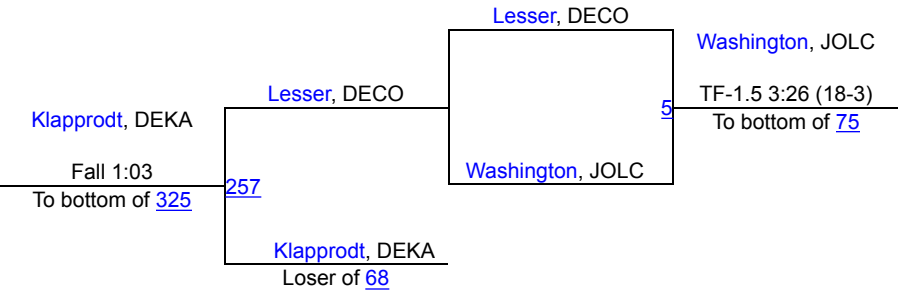 Lesser, DECO
Washington, JOLC
Lesser, DECO
5
TF-1.5 3:26 (18-3)
To bottom of 75
Klapprodt, DEKA
Fall 1:03
Washington, JOLC
To bottom of 325
257
Klapprodt, DEKA
Loser of 68